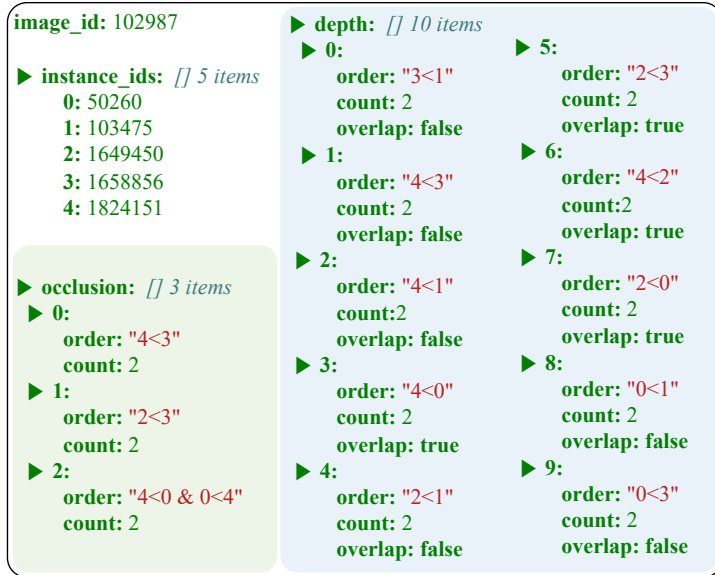 image_id: 102987
▶ instance_ids: [] 5 items
0: 50260
1: 103475
2: 1649450
3: 1658856
4: 1824151
▶ occlusion: [] 3 items
▶ 0:
order: "4<3"
count: 2
▶ 1:
order: "2<3"
count: 2
▶ 2:
order: "4<0 & 0<4"
count: 2
▶ depth: [] 10 items
▶ 0:
order: "3<1"
count: 2
overlap: false
▶ 1:
order: "4<3"
count: 2
overlap: false
▶ 2:
order: "4<1"
count:2
overlap: false
▶ 3:
order: "4<0"
count: 2
overlap: true
▶ 4:
order: "2<1"
count: 2
overlap: false
▶ 5:
order: "2<3"
count: 2
overlap: true
▶ 6:
order: "4<2"
count:2
overlap: true
▶ 7:
order: "2<0"
count: 2
overlap: true
▶ 8:
order: "0<1"
count: 2
overlap: false
▶ 9:
order: "0<3"
count: 2
overlap: false